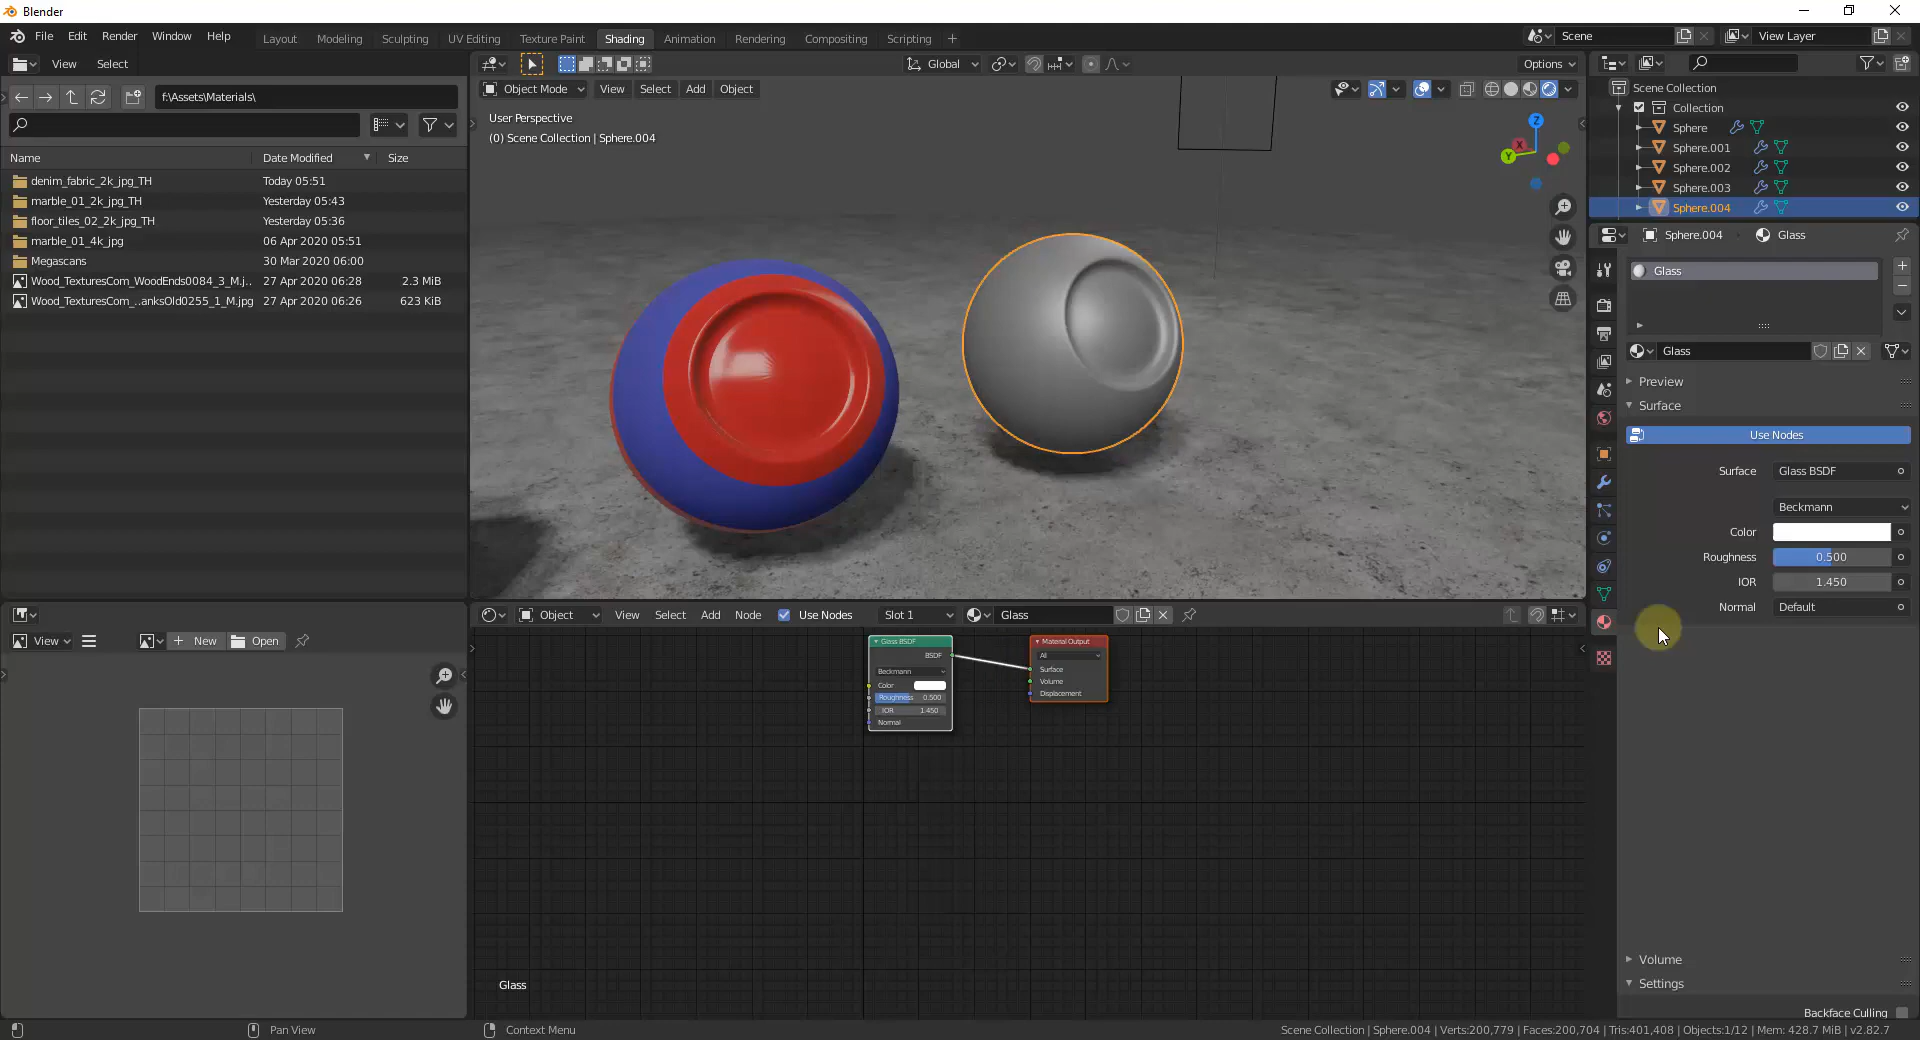 Blender
File Edit Render Window Help
Layout Modeling Sculpting UV Editing Texture Paint Shading Animation Rendering Compositing Scripting
Scene View Layer
View Select
Global Options
f:\Assets\Materials\
Object Mode View Select Add Object
Name Date Modified Size
denim_fabric_2k_jpg_TH Today 05:51
marble_01_2k_jpg_TH Yesterday 05:43
floor_tiles_02_2k_jpg_TH Yesterday 05:36
marble_01_4k_jpg 06 Apr 2020 05:51
Megascans 30 Mar 2020 06:00
Wood_TexturesCom_WoodEnds0084_3_M.j.. 27 Apr 2020 06:28 2.3 MiB
Wood_TexturesCom_..anksOld0255_1_M.jpg 27 Apr 2020 06:26 623 KiB
User Perspective
(0) Scene Collection | Sphere.004
Z
X
Y
Scene Collection
Collection
Sphere
Sphere.001
Sphere.002
Sphere.003
Sphere.004
Sphere.004 Glass
Glass
Glass
Preview
Surface
Use Nodes
Surface Glass BSDF
Beckmann
Color
Roughness 0.500
IOR 1.450
Normal Default
Volume
Settings
Backface Culling
View New Open
Object View Select Add Node Use Nodes Slot 1 Glass
Glass BSDF
BSDF
Beckmann
Color
Roughness 0.500
IOR 1.450
Normal
Material Output
All
Surface
Volume
Displacement
Glass
Pan View Context Menu
Scene Collection | Sphere.004 | Verts:200,779 | Faces:200,704 | Tris:401,408 | Objects:1/12 | Mem: 428.7 MiB | v2.82.7